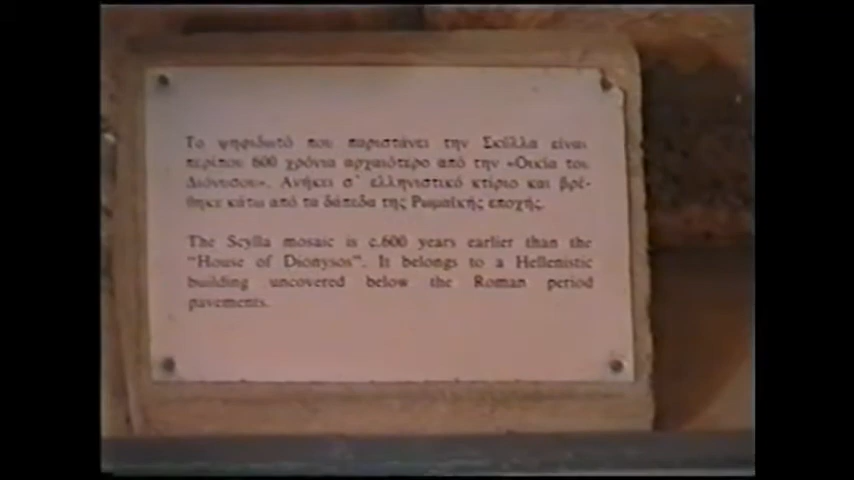 Το ψηφιδωτό που παριστάνει την Σκύλλα είναι
περίπου 600 χρόνια αρχαιότερο από την «Οικία του
Διόνυσου». Ανήκει σ' ελληνιστικό κτίριο και βρέ-
θηκε κάτω από τα δάπεδα της Ρωμαϊκής εποχής.
The Scylla mosaic is c.600 years earlier than the
"House of Dionysos". It belongs to a Hellenistic
building uncovered below the Roman period
pavements.